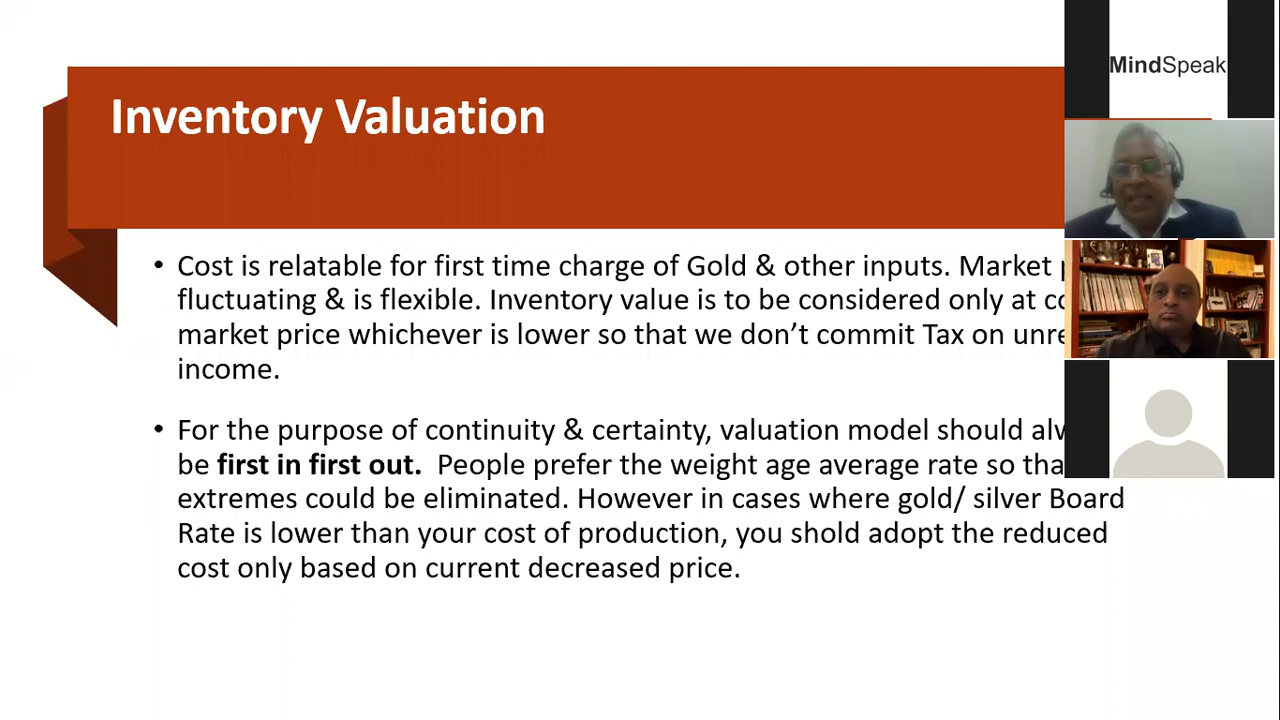 MindSpeak
Inventory Valuation
• Cost is relatable for first time charge of Gold & other inputs. Market
fluctuating & is flexible. Inventory value is to be considered only at
market price whichever is lower so that we don’t commit Tax on
income.
• For the purpose of continuity & certainty, valuation model should
be first in first out. People prefer the weight age average rate so
extremes could be eliminated. However in cases where gold/ silver Board
Rate is lower than your cost of production, you shold adopt the reduced
cost only based on current decreased price.